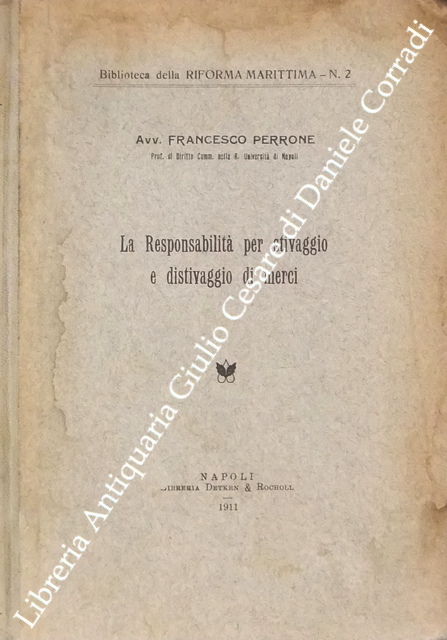 Biblioteca della RIFORMA MARITTIMA - N. 2
Avv. FRANCESCO PERRONE
Prof. di Diritto Comm. nella R. Università di Napoli
La Responsabilità per stivaggio
e distivaggio di merci
NAPOLI
LIBRERIA DETKEN & ROCHOLL
1911
Libreria Antiquaria Giulio Cesare di Daniele Corradi